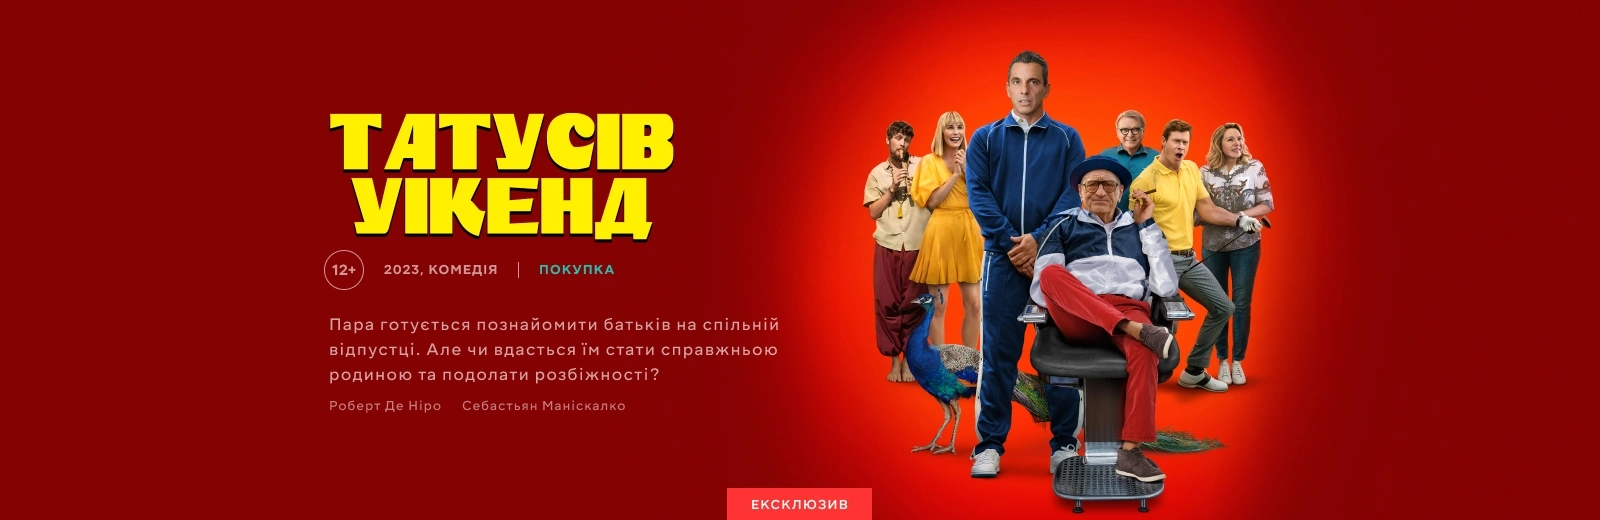 ТАТУСІВ
УІКЕНД
12+ 2023, КОМЕДІЯ | ПОКУПКА
Пара готується познайомити батьків на спільній
відпустці. Але чи вдасться їм стати справжньою
родиною та подолати розбіжності?
Роберт Де Ніро Себастьян Маніскалко
ЕКСКЛЮЗИВ